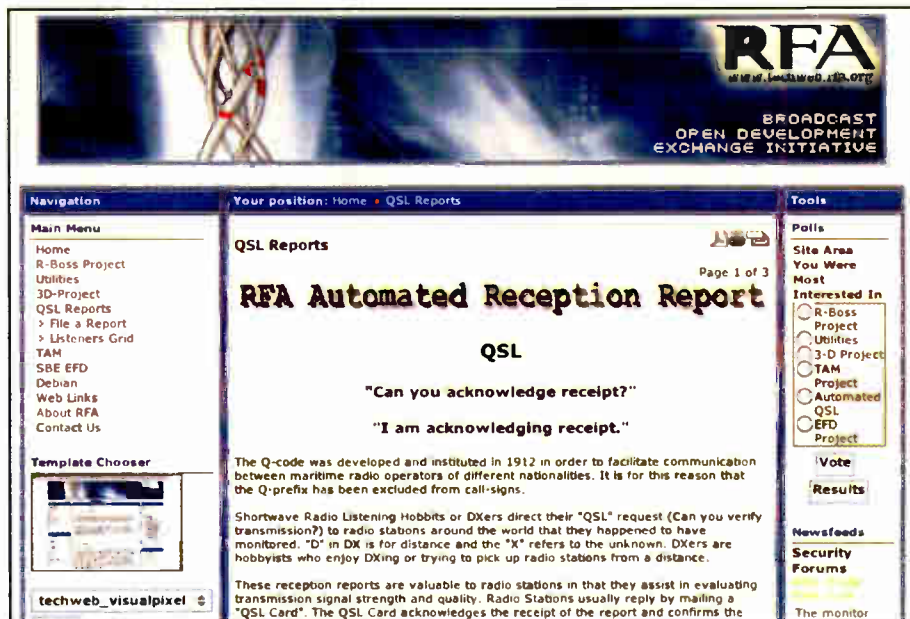 RFA
www.techweb.rfa.org
BROADCAST
OPEN DEVELOPMENT
EXCHANGE INITIATIVE
Navigation
Main Menu
Home
R-Boss Project
Utilities
3D-Project
QSL Reports
> File a Report
> Listeners Grid
TAM
SBE EFD
Debian
Web Links
About RFA
Contact Us
Template Chooser
techweb_visualpixel
Your position: Home • QSL Reports
QSL Reports
Page 1 of 3
RFA Automated Reception Report
QSL
"Can you acknowledge receipt?"
"I am acknowledging receipt."
The Q-code was developed and instituted in 1912 in order to facilitate communication
between maritime radio operators of different nationalities. It is for this reason that
the Q-prefix has been excluded from call-signs.
Shortwave Radio Listening Hobbits or DXers direct their "QSL" request (Can you verify
transmission?) to radio stations around the world that they happened to have
monitored. "D" in DX is for distance and the "X" refers to the unknown. DXers are
hobbyists who enjoy DXing or trying to pick up radio stations from a distance.
These reception reports are valuable to radio stations in that they assist in evaluating
transmission signal strength and quality. Radio Stations usually reply by mailing a
"QSL Card". The QSL Card acknowledges the receipt of the report and confirms the
Tools
Polls
Site Area
You Were
Most
Interested In
R-Boss
Project
Utilities
3-D Project
TAM
Project
Automated
QSL
EFD
Project
Vote
Results
Newsfeeds
Security
Forums
The monitor